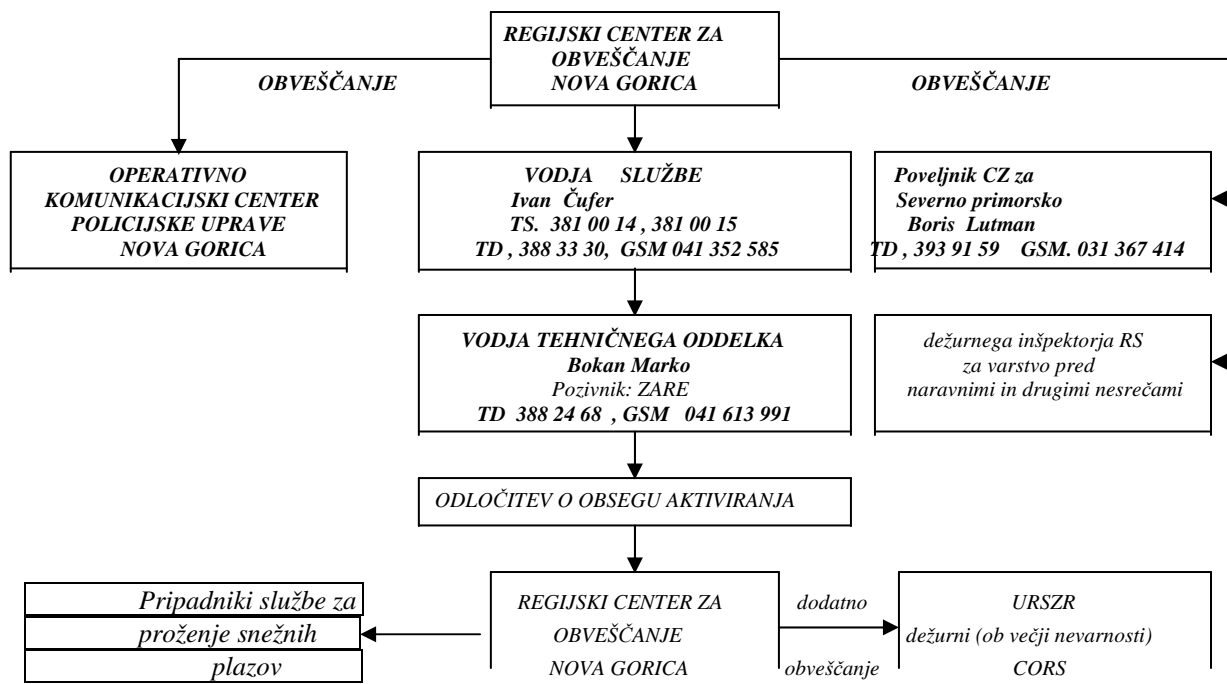 REGIJSKI CENTER ZA
OBVEŠČANJE
NOVA GORICA
OBVEŠČANJE
OBVEŠČANJE
OPERATIVNO
KOMUNIKACIJSKI CENTER
POLICIJSKE UPRAVE
NOVA GORICA
VODJA SLUŽBE
Ivan Čufer
TS. 381 00 14 , 381 00 15
TD , 388 33 30, GSM 041 352 585
Poveljnik CZ za
Severno primorsko
Boris Lutman
TD , 393 91 59 GSM. 031 367 414
VODJA TEHNIČNEGA ODDELKA
Bokan Marko
Pozivnik: ZARE
TD 388 24 68 , GSM 041 613 991
dežurnega inšpektorja RS
za varstvo pred
naravnimi in drugimi nesrečami
ODLOČITEV O OBSEGU AKTIVIRANJA
Pripadniki službe za
proženje snežnih
plazov
REGIJSKI CENTER ZA
OBVEŠČANJE
NOVA GORICA
dodatno
obveščanje
URSZR
dežurni (ob večji nevarnosti)
CORS